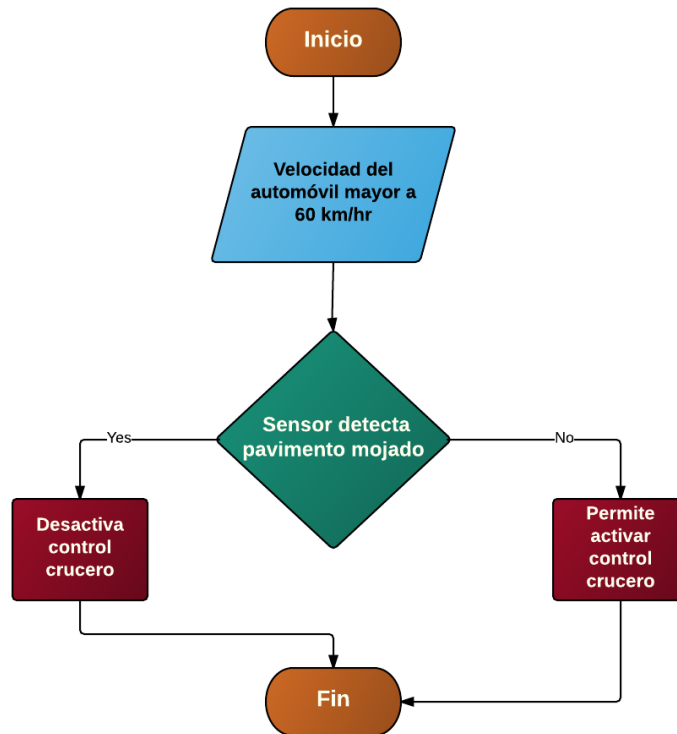 Inicio
Velocidad del
automóvil mayor a
60 km/hr
Sensor detecta
pavimento mojado
Yes
No
Desactiva
control
crucero
Permite
activar
control
crucero
Fin